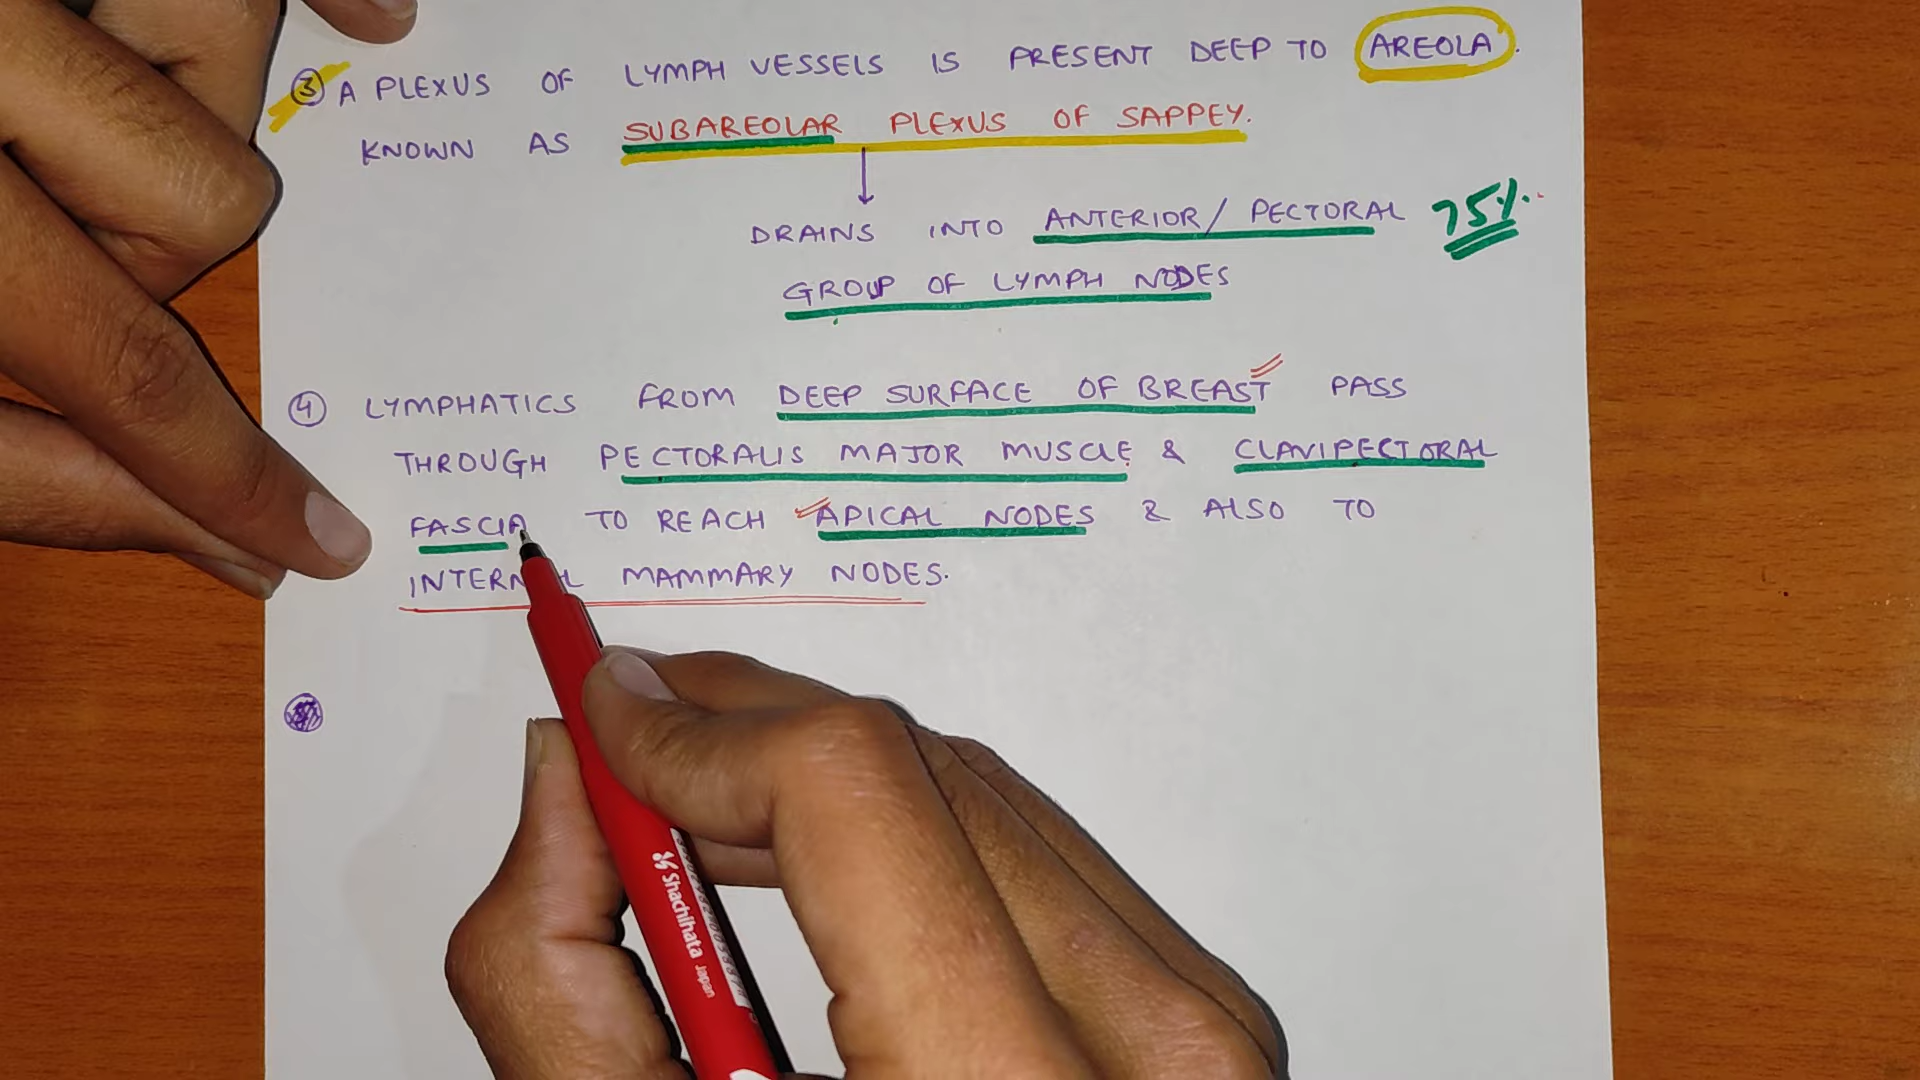 ③ A PLEXUS OF LYMPH VESSELS IS PRESENT DEEP TO AREOLA.
KNOWN AS SUBAREOLAR PLEXUS OF SAPPEY.
DRAINS INTO ANTERIOR / PECTORAL 75%
GROUP OF LYMPH NODES
④ LYMPHATICS FROM DEEP SURFACE OF BREAST PASS
THROUGH PECTORALIS MAJOR MUSCLE & CLAVIPECTORAL
FASCIA TO REACH APICAL NODES & ALSO TO
INTERNAL MAMMARY NODES.
Shachihata Japan